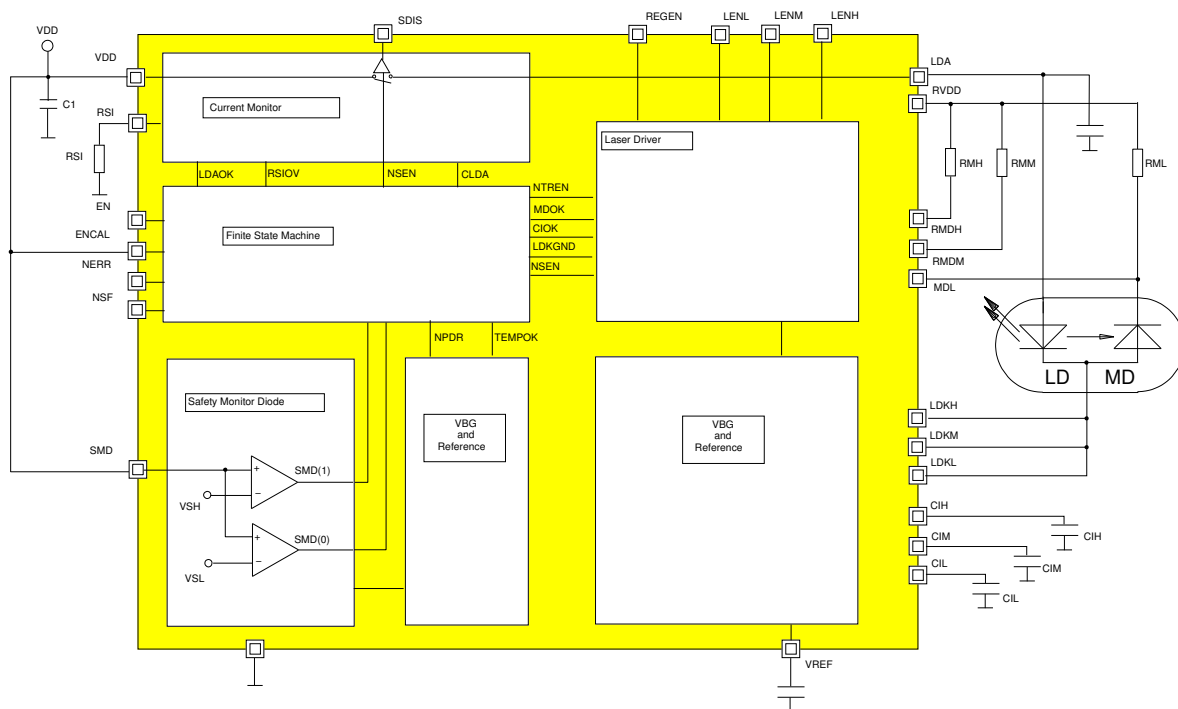 SDIS
REGEN
LENL
LENM
LENH
VDD
VDD
LDA
C1
RSI
Current Monitor
RVDD
RSI
Laser Driver
RMH
RMM
RML
LDAOK
RSIOV
NSEN
CLDA
EN
NTREN
MDOK
CIOK
LDKGND
NSEN
ENCAL
Finite State Machine
NERR
NSF
RMDH
RMDM
MDL
NPDR
TEMPOK
LD
MD
Safety Monitor Diode
VBG
and
Reference
VBG
and
Reference
LDKH
LDKM
LDKL
SMD
+
−
SMD(1)
VSH
+
−
SMD(0)
VSL
CIH
CIH
CIM
CIM
CIL
CIL
VREF